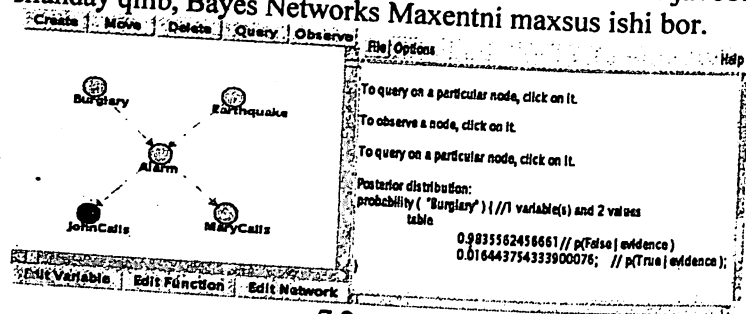 qilib, Bayes Networks Maxentni maxsus ishi bor.
Create Move Delete Query Observe
Burglary
Earthquake
Alarm
JohnCalls
MaryCalls
Edit Variable Edit Function Edit Network
File Options Help
To query on a particular node, click on it.
To observe a node, click on it.
To query on a particular node, click on it.
Posterior distribution:
probability ( "Burglary" ) { //1 variable(s) and 2 values
table
0.9835562456661 // p(False | evidence )
0.016443754333900076; // p(True | evidence );
}